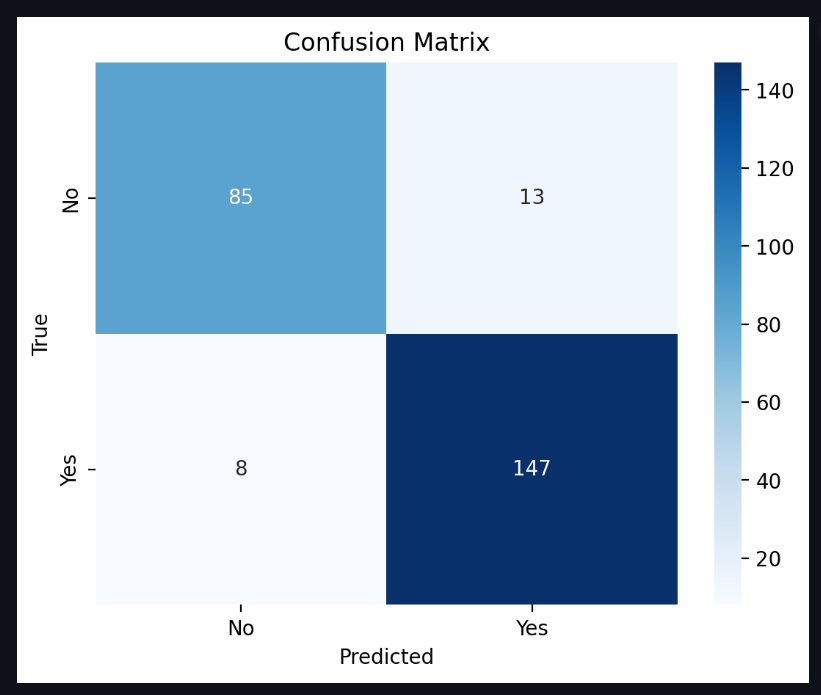 Confusion Matrix
True
No
Yes
85
13
8
147
No
Yes
Predicted
140
120
100
80
60
40
20